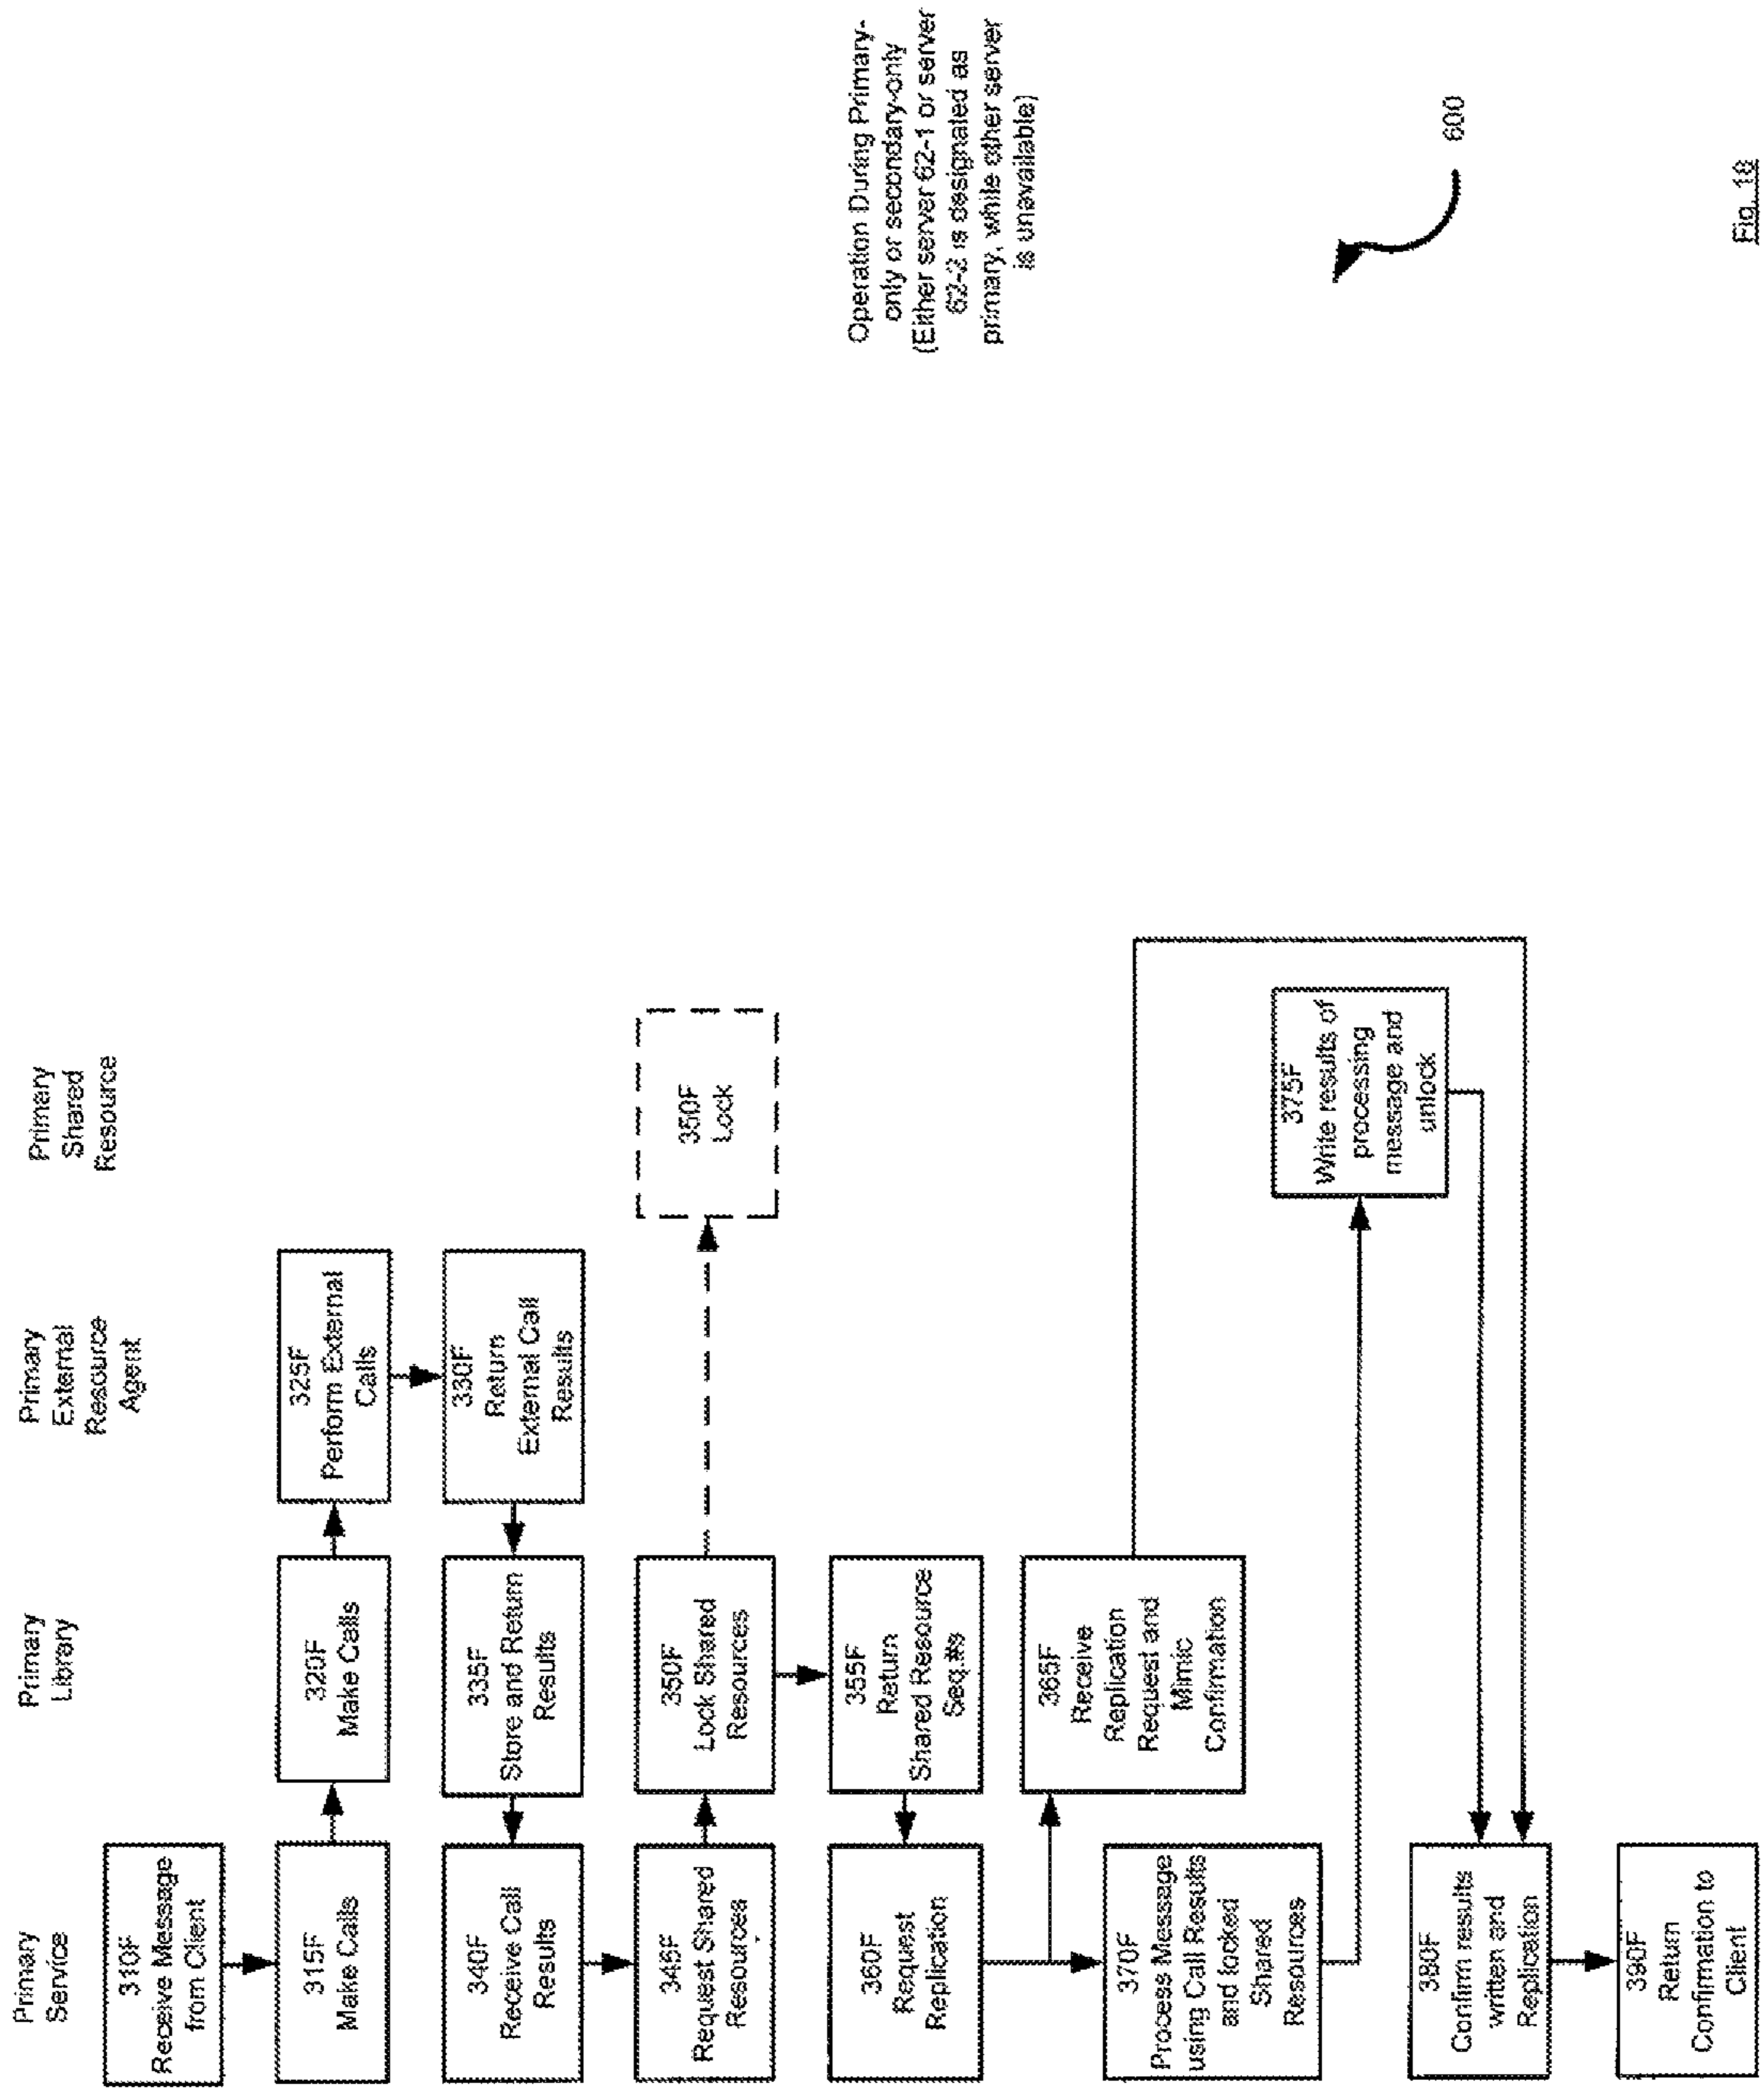 Primary
Service
Primary
Library
Primary
External
Resource
Agent
Primary
Shared
Resource
310F
Receive Message
from Client
315F
Make Calls
320F
Make Calls
325F
Perform External
Calls
330F
Return
External Call
Results
335F
Store and Return
Results
340F
Receive Call
Results
345F
Request Shared
Resources
350F
Lock Shared
Resources
350F
Lock
355F
Return
Shared Resource
Seq.#s
360F
Request
Replication
365F
Receive
Replication
Request and
Mimic
Confirmation
370F
Process Message
using Call Results
and locked
Shared
Resources
375F
Write results of
processing
message and
unlock
380F
Confirm results
written and
Replication
390F
Return
Confirmation to
Client
Operation During Primary-
only or secondary-only
(Either server 62-1 or server
62-2 is designated as
primary, while other server
is unavailable)
600
Fig. 10